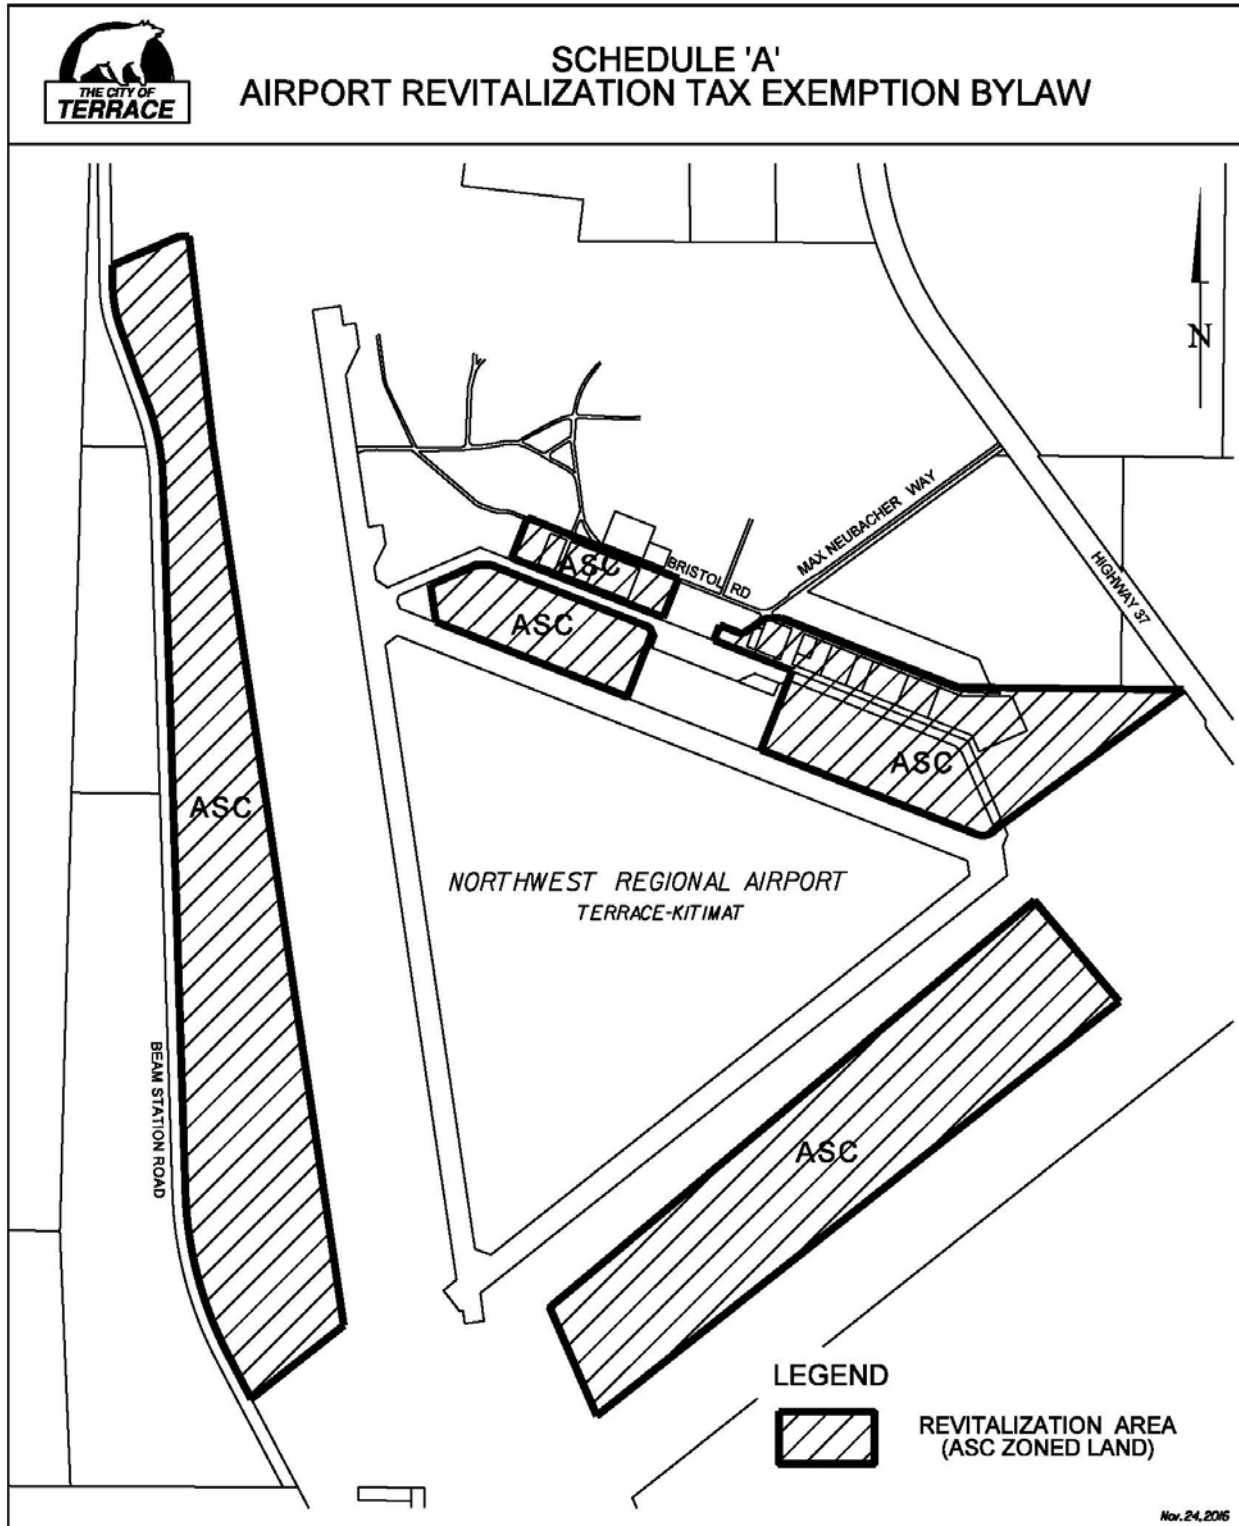 THE CITY OF
TERRACE
SCHEDULE 'A'
AIRPORT REVITALIZATION TAX EXEMPTION BYLAW
N
MAX NEUBACHER WAY
HIGHWAY 37
BRISTOL RD
ASC
ASC
ASC
ASC
NORTHWEST REGIONAL AIRPORT
TERRACE-KITIMAT
BEAM STATION ROAD
ASC
LEGEND
REVITALIZATION AREA
(ASC ZONED LAND)
Nov. 24, 2016